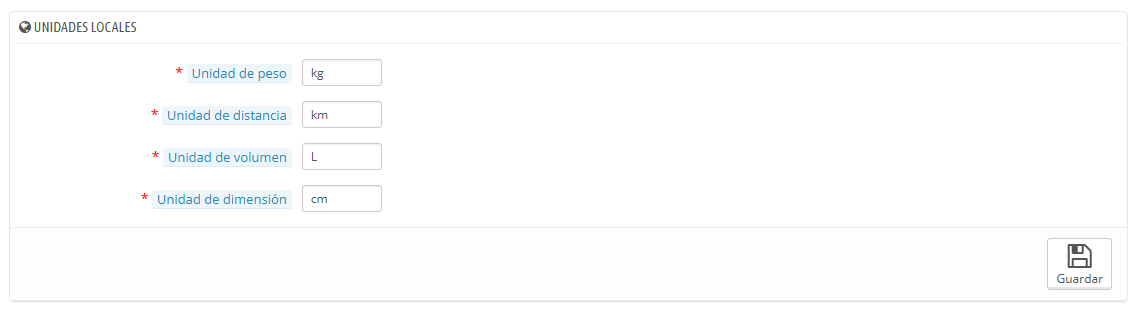 UNIDADES LOCALES
* Unidad de peso kg
* Unidad de distancia km
* Unidad de volumen L
* Unidad de dimensión cm
Guardar